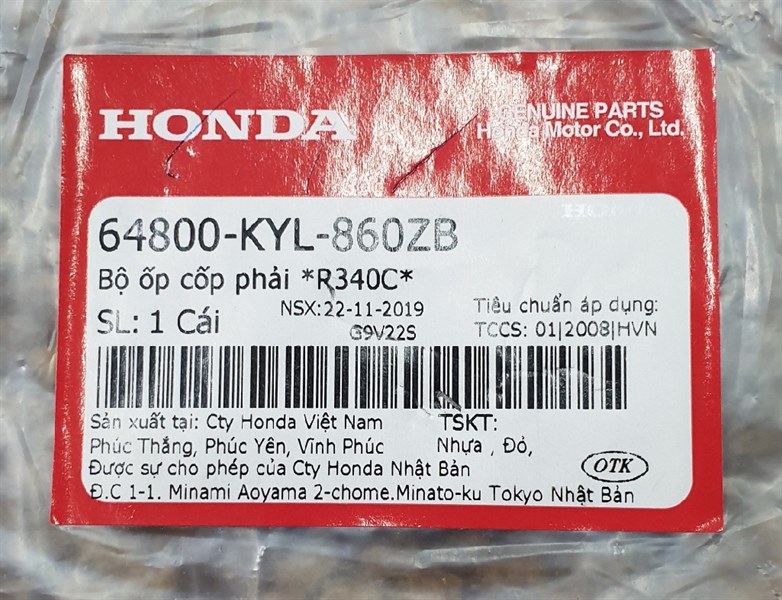 HONDA
GENUINE PARTS
Honda Motor Co., Ltd.
64800-KYL-860ZB
Bộ ốp cốp phải *R340C*
NSX:22-11-2019
Tiêu chuẩn áp dụng:
SL: 1 Cái
G9V22S
TCCS: 01|2008|HVN
Sản xuất tại: Cty Honda Việt Nam
TSKT:
Phúc Thắng, Phúc Yên, Vĩnh Phúc
Nhựa , Đỏ,
Được sự cho phép của Cty Honda Nhật Bản
OTK
Đ.C 1-1. Minami Aoyama 2-chome.Minato-ku Tokyo Nhật Bản